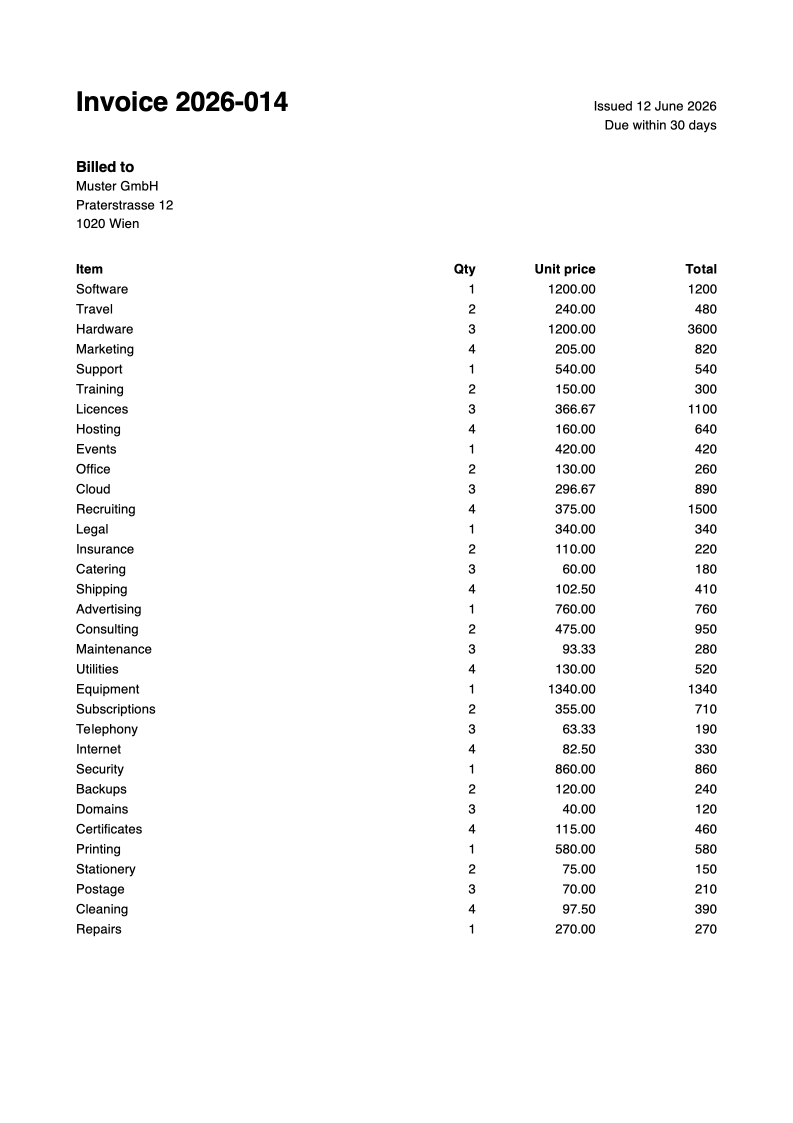 Invoice 2026-014
Issued 12 June 2026
Due within 30 days
Billed to
Muster GmbH
Praterstrasse 12
1020 Wien
Item Qty Unit price Total
Software 1 1200.00 1200
Travel 2 240.00 480
Hardware 3 1200.00 3600
Marketing 4 205.00 820
Support 1 540.00 540
Training 2 150.00 300
Licences 3 366.67 1100
Hosting 4 160.00 640
Events 1 420.00 420
Office 2 130.00 260
Cloud 3 296.67 890
Recruiting 4 375.00 1500
Legal 1 340.00 340
Insurance 2 110.00 220
Catering 3 60.00 180
Shipping 4 102.50 410
Advertising 1 760.00 760
Consulting 2 475.00 950
Maintenance 3 93.33 280
Utilities 4 130.00 520
Equipment 1 1340.00 1340
Subscriptions 2 355.00 710
Telephony 3 63.33 190
Internet 4 82.50 330
Security 1 860.00 860
Backups 2 120.00 240
Domains 3 40.00 120
Certificates 4 115.00 460
Printing 1 580.00 580
Stationery 2 75.00 150
Postage 3 70.00 210
Cleaning 4 97.50 390
Repairs 1 270.00 270